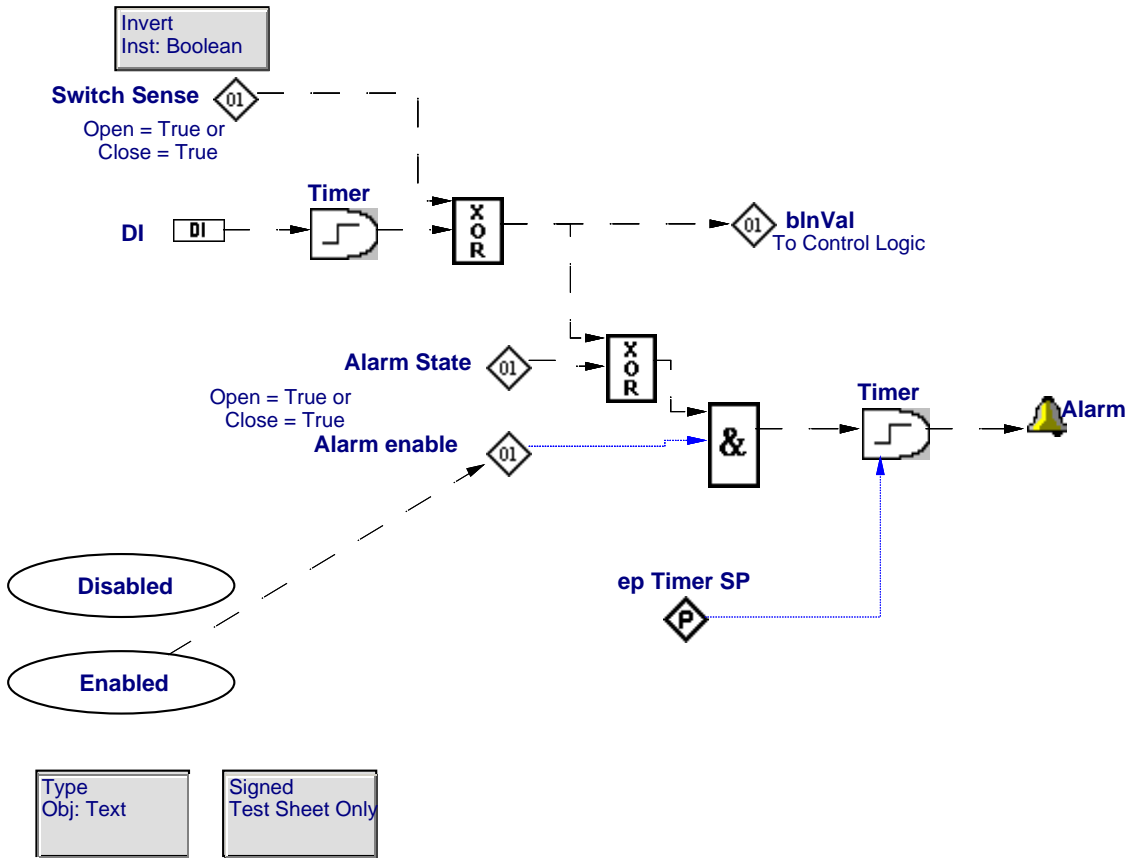 Invert
Inst: Boolean
Switch Sense
01
Open = True or
Close = True
Timer
DI
DI
XOR
01
bInVal
To Control Logic
Alarm State
01
XOR
Open = True or
Close = True
Timer
Alarm
Alarm enable
01
&
Disabled
ep Timer SP
P
Enabled
Type
Obj: Text
Signed
Test Sheet Only